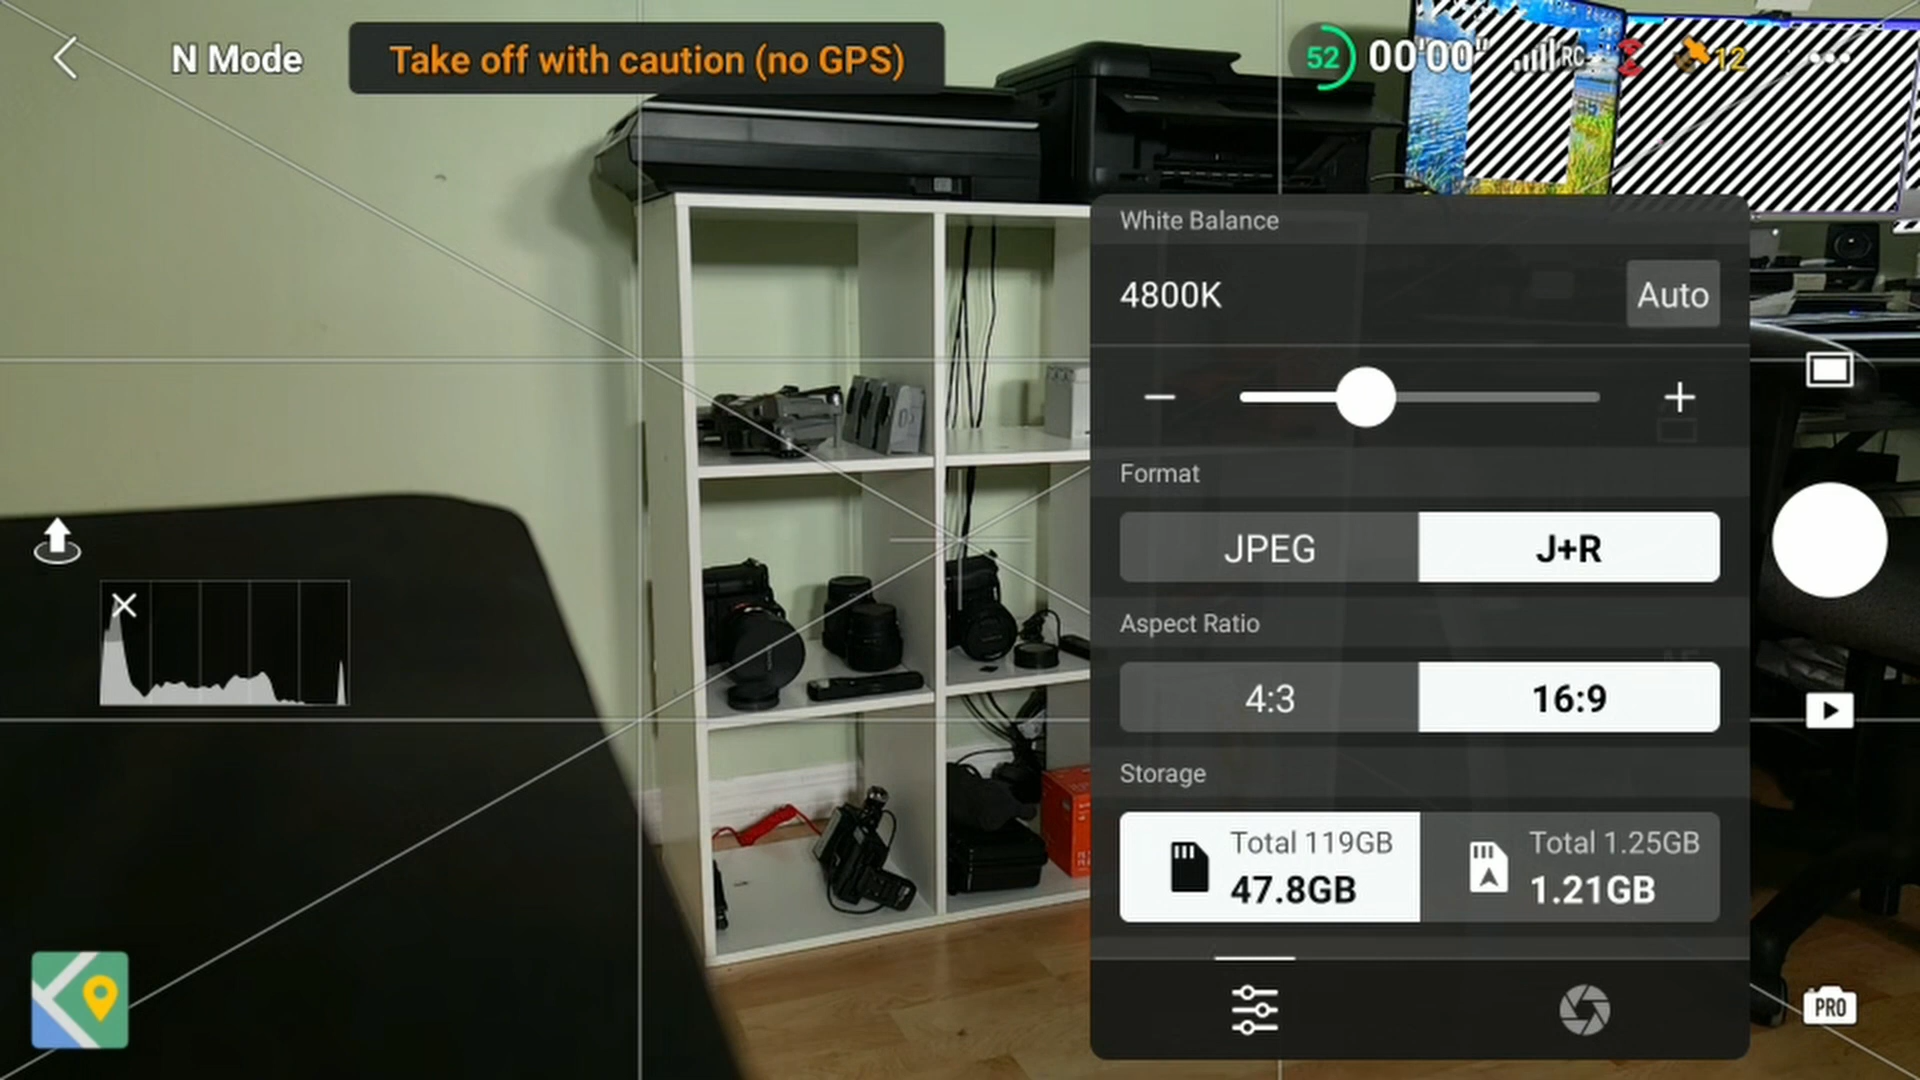 N Mode
Take off with caution (no GPS)
52
00'00"
RC
12
White Balance
4800K
Auto
Format
JPEG
J+R
Aspect Ratio
4:3
16:9
Storage
Total 119GB
47.8GB
Total 1.25GB
1.21GB
PRO